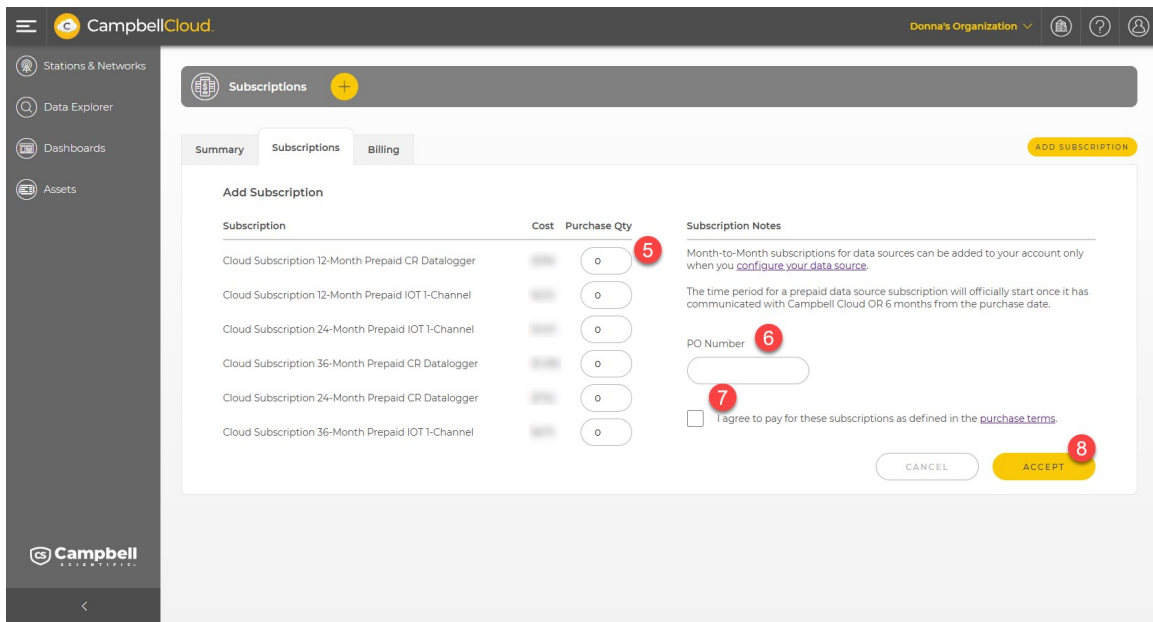 CampbellCloud.
Donna's Organization
Stations & Networks
Data Explorer
Dashboards
Assets
Subscriptions
+
Summary
Subscriptions
Billing
ADD SUBSCRIPTION
Add Subscription
Subscription Cost Purchase Qty
5
Cloud Subscription 12-Month Prepaid CR Datalogger 0
Cloud Subscription 12-Month Prepaid IOT 1-Channel 0
Cloud Subscription 24-Month Prepaid IOT 1-Channel 0
Cloud Subscription 36-Month Prepaid CR Datalogger 0
Cloud Subscription 24-Month Prepaid CR Datalogger 0
Cloud Subscription 36-Month Prepaid IOT 1-Channel 0
Subscription Notes
Month-to-Month subscriptions for data sources can be added to your account only
when you configure your data source.
The time period for a prepaid data source subscription will officially start once it has
communicated with Campbell Cloud OR 6 months from the purchase date.
PO Number
6
7
I agree to pay for these subscriptions as defined in the purchase terms.
8
CANCEL
ACCEPT
CS Campbell
SCIENTIFIC